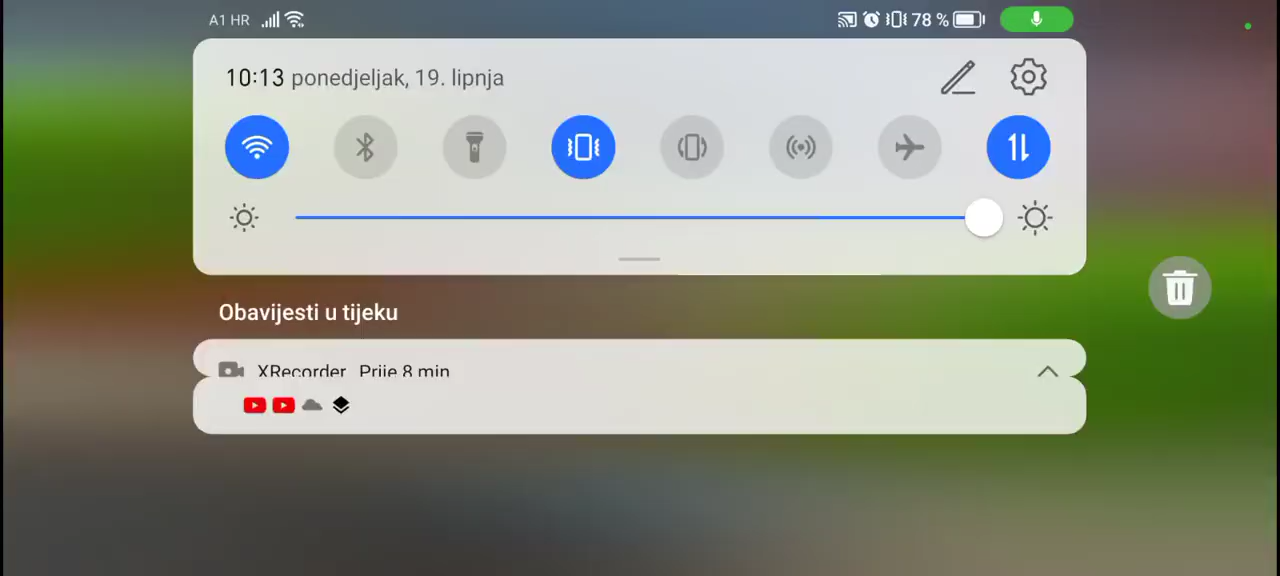 A1 HR
78 %
10:13 ponedjeljak, 19. lipnja
Obavijesti u tijeku
XRecorder Prije 8 min